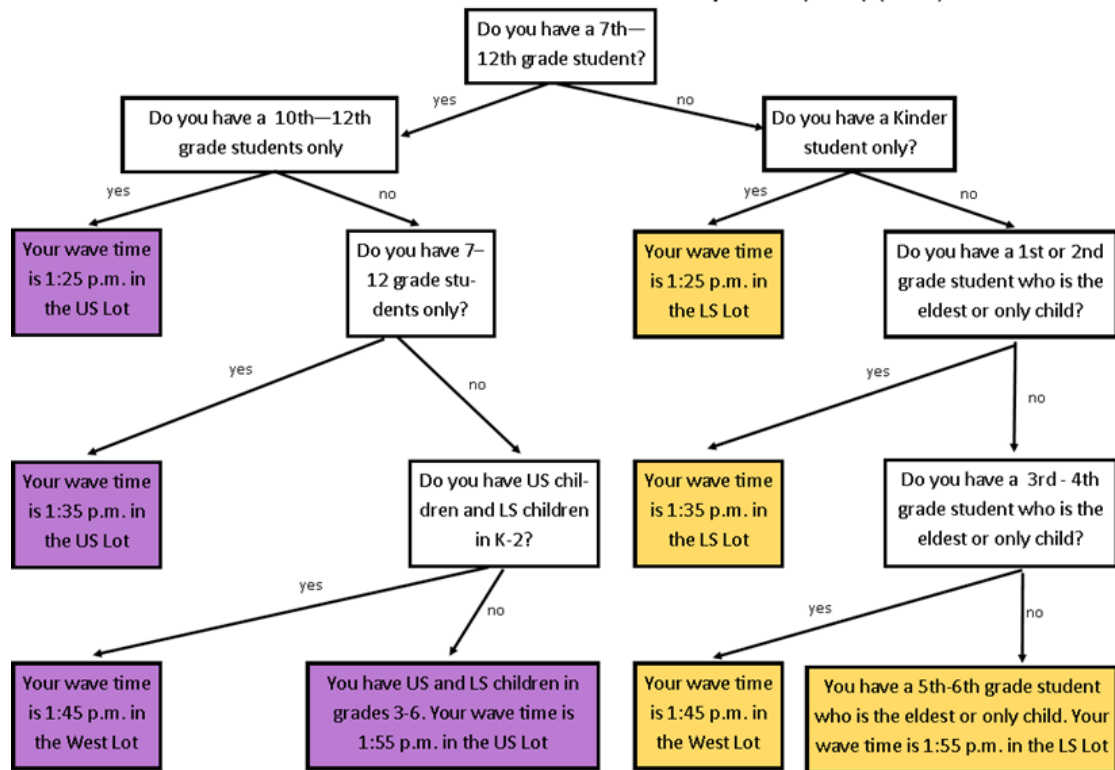 Do you have a 7th—
12th grade student?
yes
no
Do you have a  10th—12th
grade students only
Do you have a Kinder
student only?
yes
no
yes
no
Your wave time
is 1:25 p.m. in
the US Lot
Do you have 7–
12 grade stu-
dents only?
Your wave time
is 1:25 p.m. in
the LS Lot
Do you have a 1st or 2nd
grade student who is the
eldest or only child?
yes
no
yes
no
Your wave time
is 1:35 p.m. in
the US Lot
Do you have US chil-
dren and LS children
in K-2?
Your wave time
is 1:35 p.m. in
the LS Lot
Do you have a  3rd - 4th
grade student who is the
eldest or only child?
yes
no
yes
no
Your wave time
is 1:45 p.m. in
the West Lot
You have US and LS children in
grades 3-6. Your wave time is
1:55 p.m. in the US Lot
Your wave time
is 1:45 p.m. in
the West Lot
You have a 5th-6th grade student
who is the eldest or only child. Your
wave time is 1:55 p.m. in the LS Lot